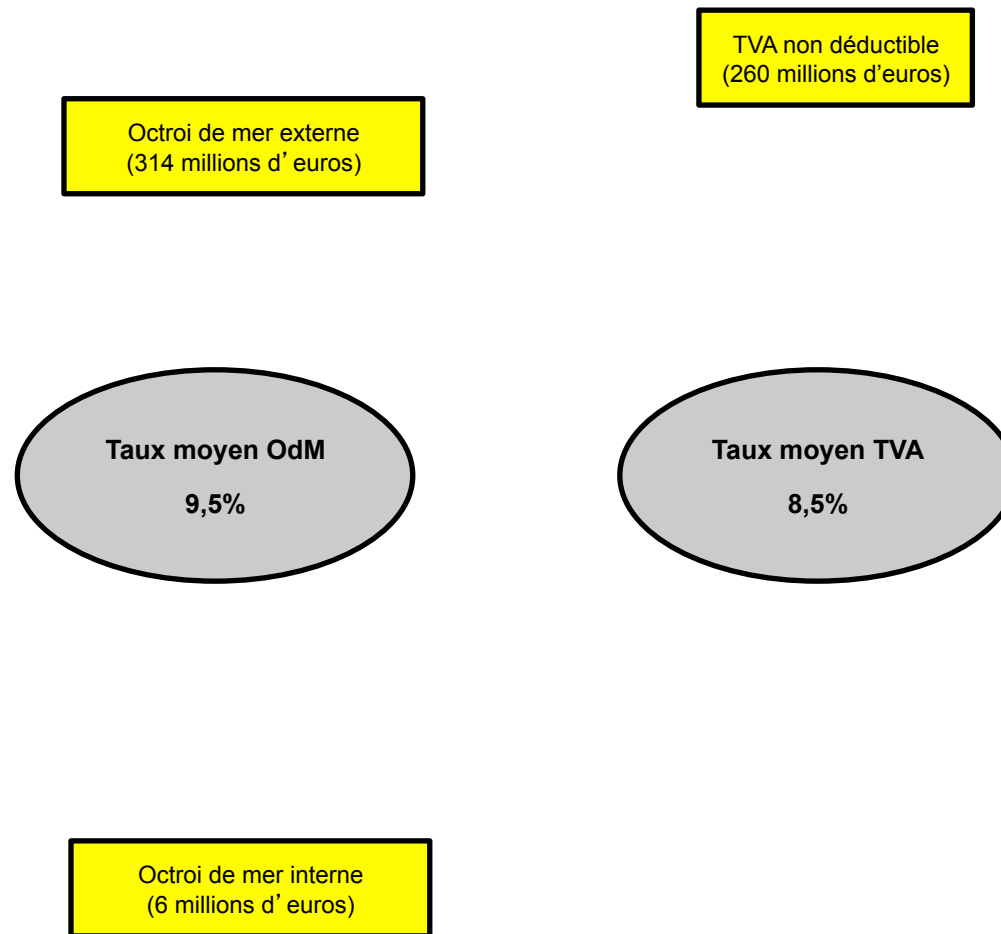 TVA non déductible
(260 millions d’euros)
Octroi de mer externe
(314 millions d’euros)
Taux moyen OdM
9,5%
Taux moyen TVA
8,5%
Octroi de mer interne
(6 millions d’euros)